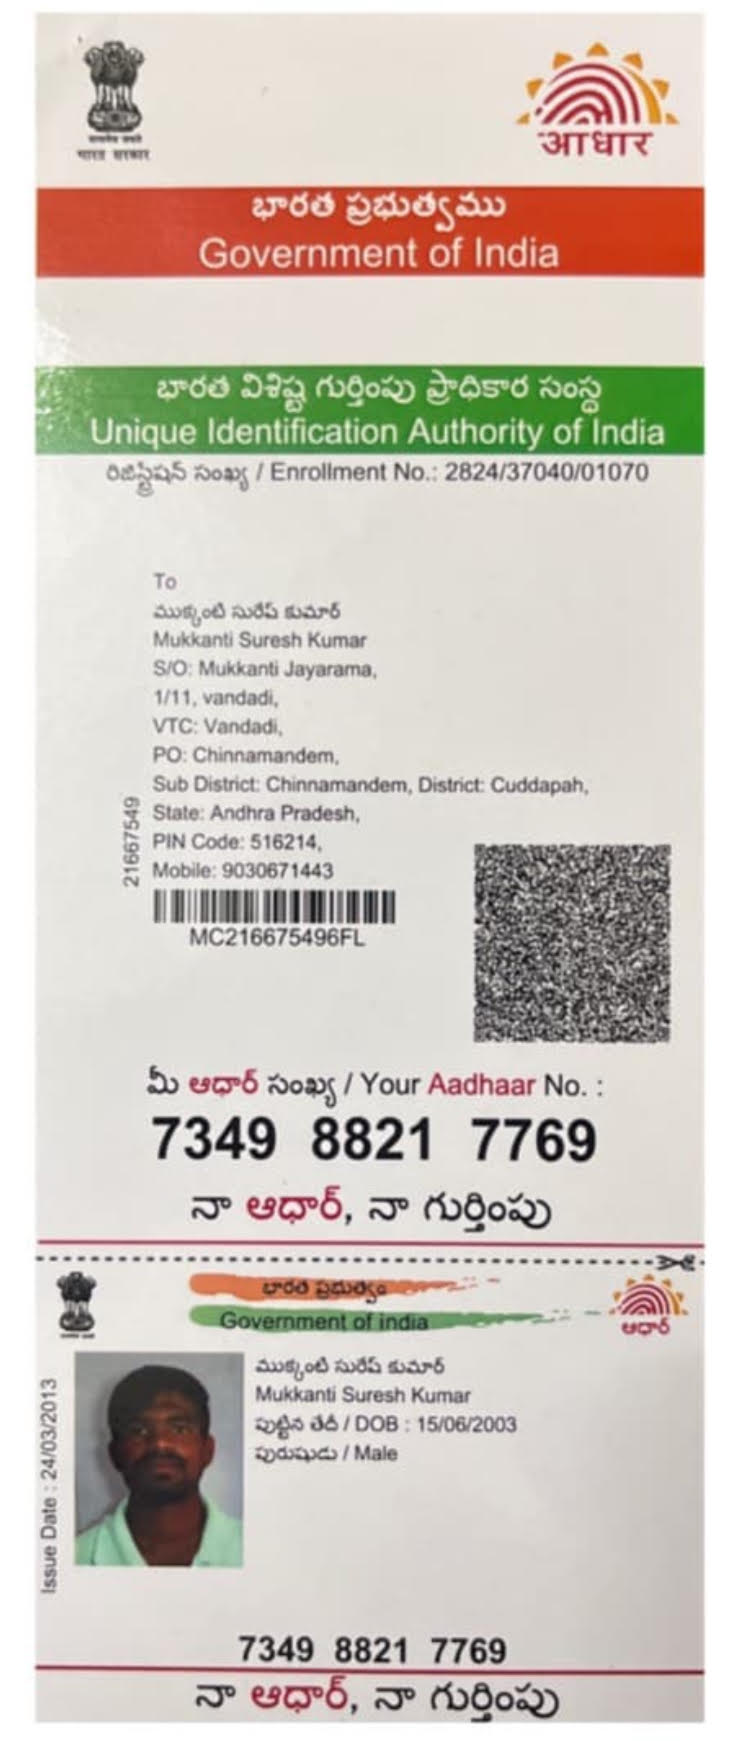 भारत सरकार
आधार
భారత ప్రభుత్వము
Government of India
భారత విశిష్ట గుర్తింపు ప్రాధికార సంస్థ
Unique Identification Authority of India
రిజిస్ట్రేషన్ సంఖ్య / Enrollment No.: 2824/37040/01070
To
ముక్కంటి సురేష్ కుమార్
Mukkanti Suresh Kumar
S/O: Mukkanti Jayarama,
1/11, vandadi,
VTC: Vandadi,
PO: Chinnamandem,
Sub District: Chinnamandem, District: Cuddapah,
State: Andhra Pradesh,
PIN Code: 516214,
Mobile: 9030671443
21667549
MC216675496FL
మీ ఆధార్ సంఖ్య / Your Aadhaar No. :
7349 8821 7769
నా ఆధార్, నా గుర్తింపు
భారత ప్రభుత్వం
Government of india
ఆధార్
ముక్కంటి సురేష్ కుమార్
Mukkanti Suresh Kumar
పుట్టిన తేదీ / DOB : 15/06/2003
పురుషుడు / Male
Issue Date : 24/03/2013
7349 8821 7769
నా ఆధార్, నా గుర్తింపు